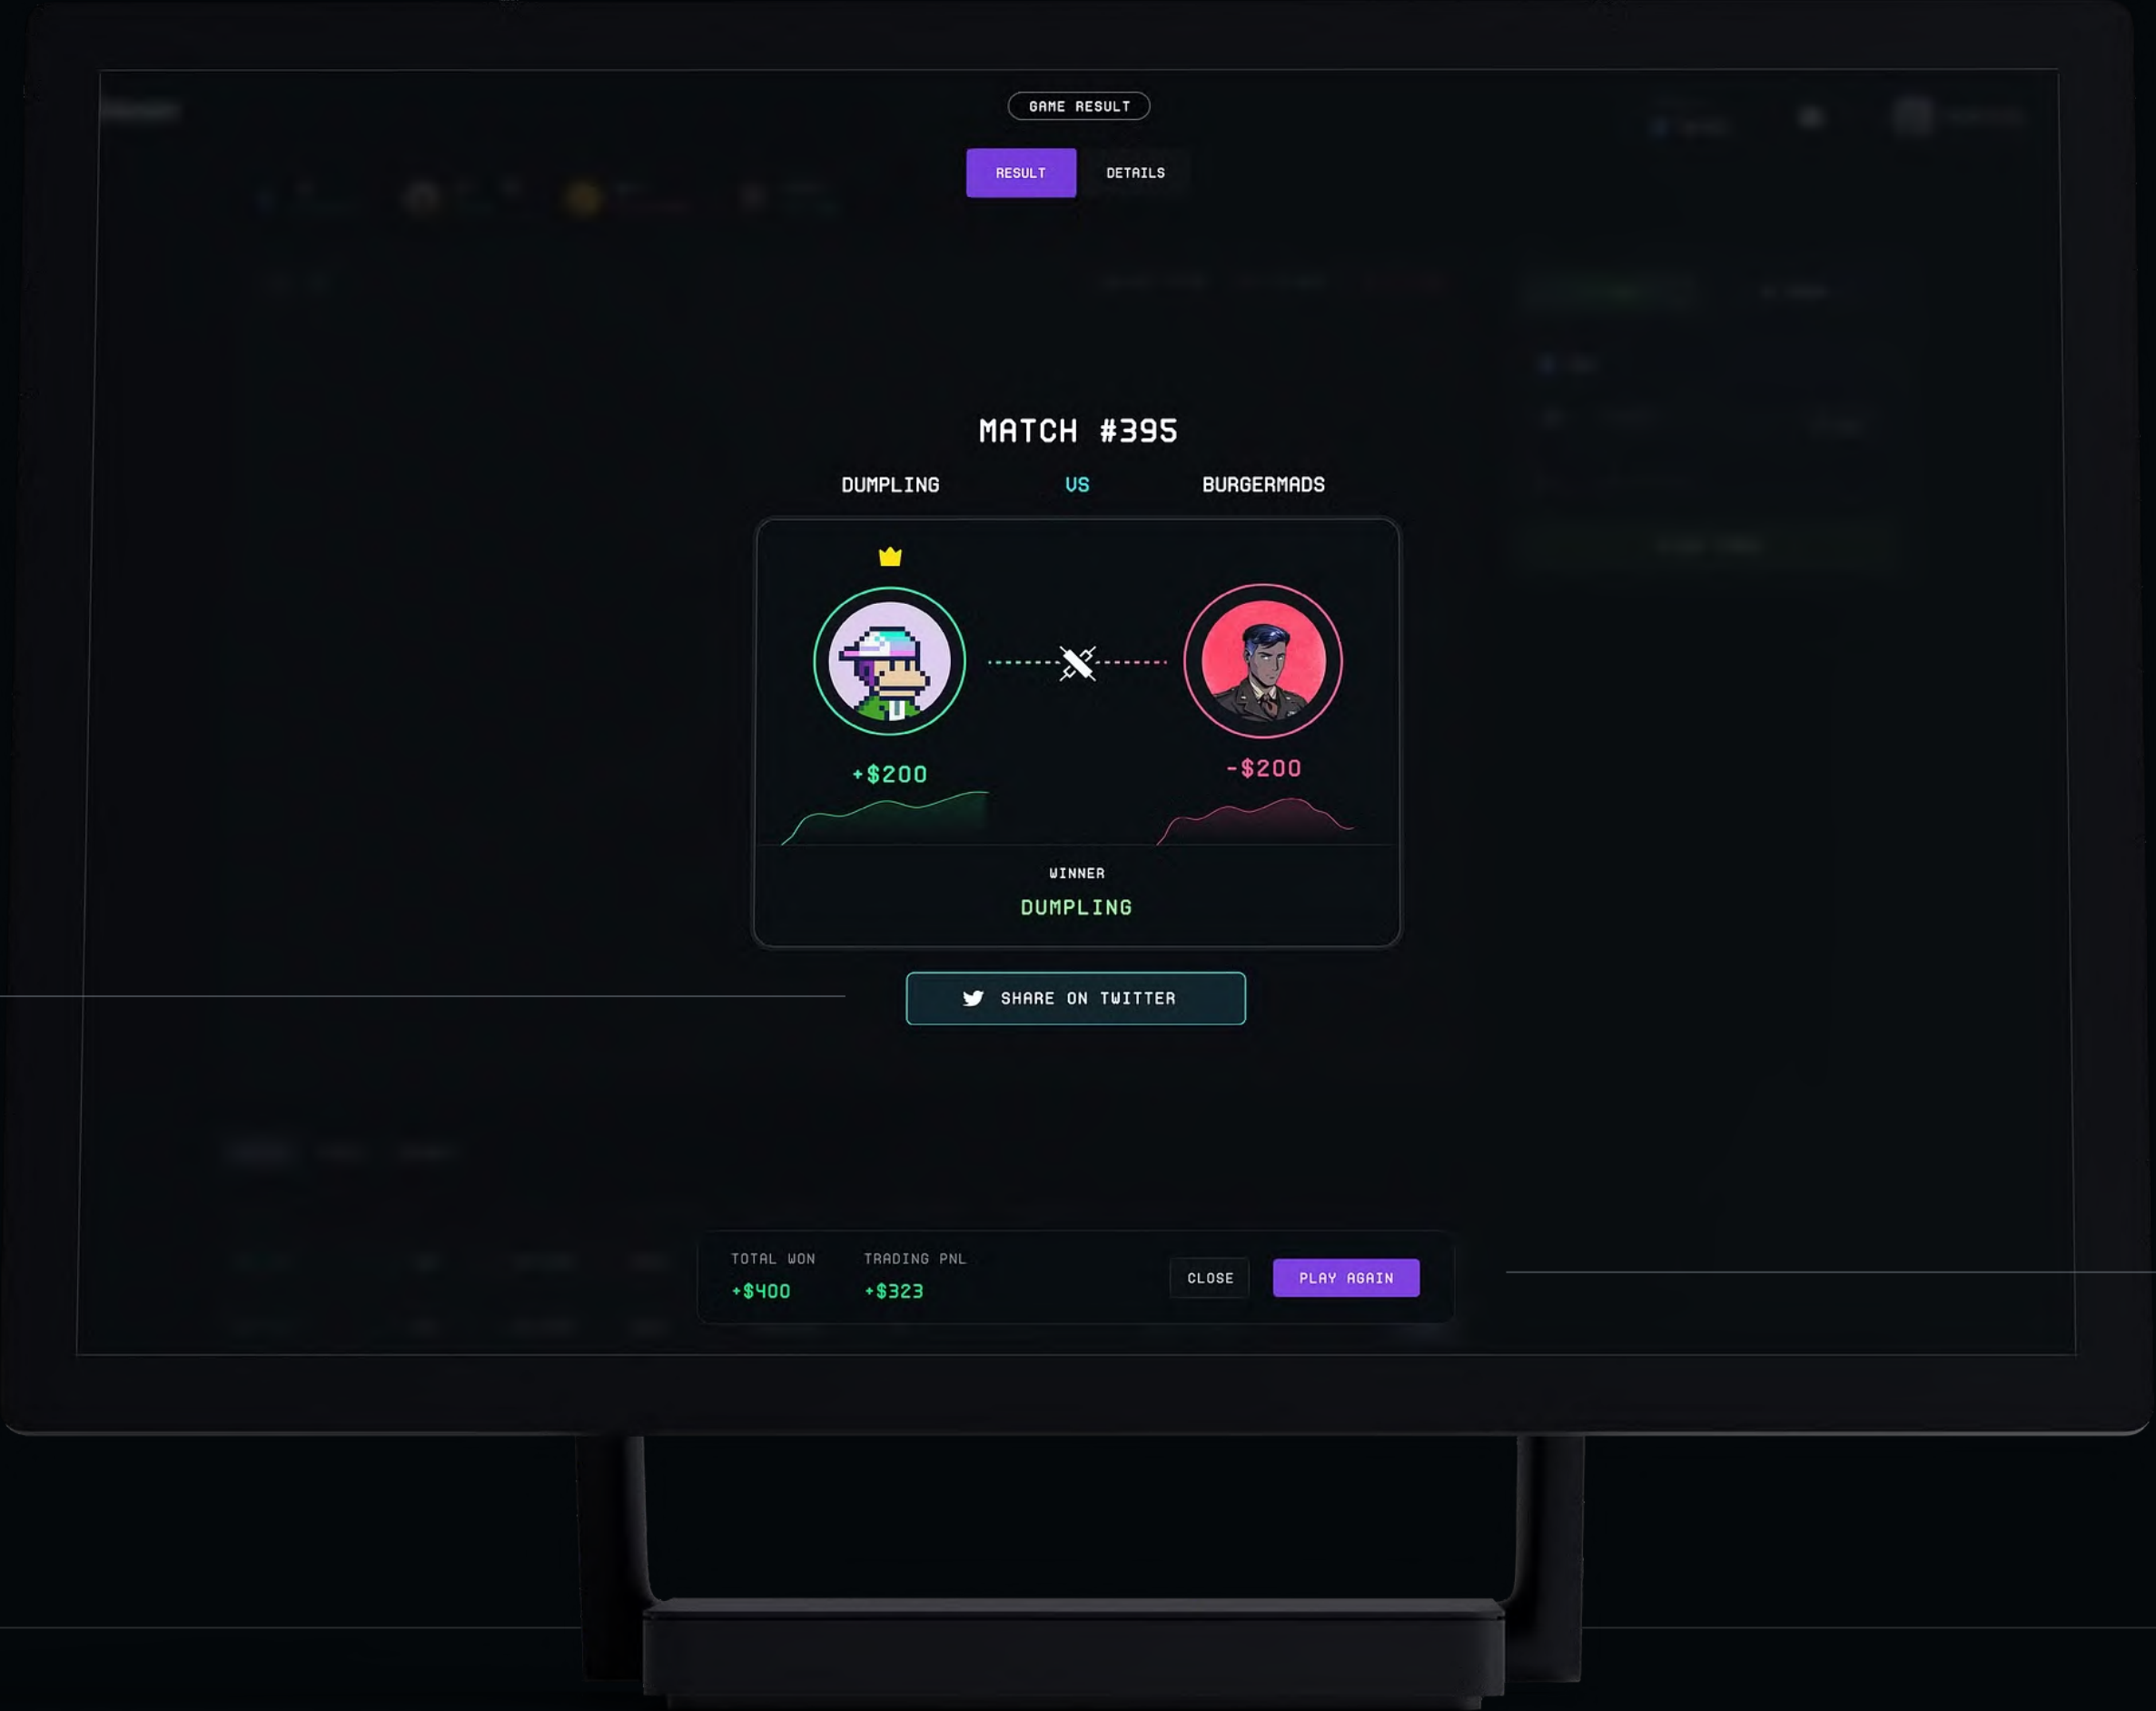 GAME RESULT
RESULT DETAILS
MATCH #395
DUMPLING VS BURGERMADS
+$200 -$200
WINNER
DUMPLING
SHARE ON TWITTER
TOTAL WON TRADING PNL
+$400 +$323
CLOSE PLAY AGAIN